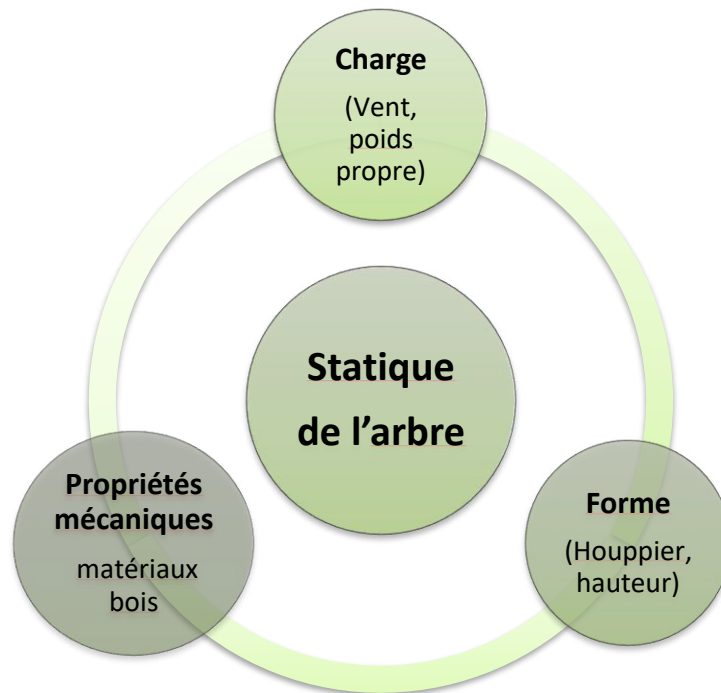 Charge
(Vent,
poids
propre)
Statique
de l'arbre
Propriétés
mécaniques
matériaux
bois
Forme
(Houppier,
hauteur)